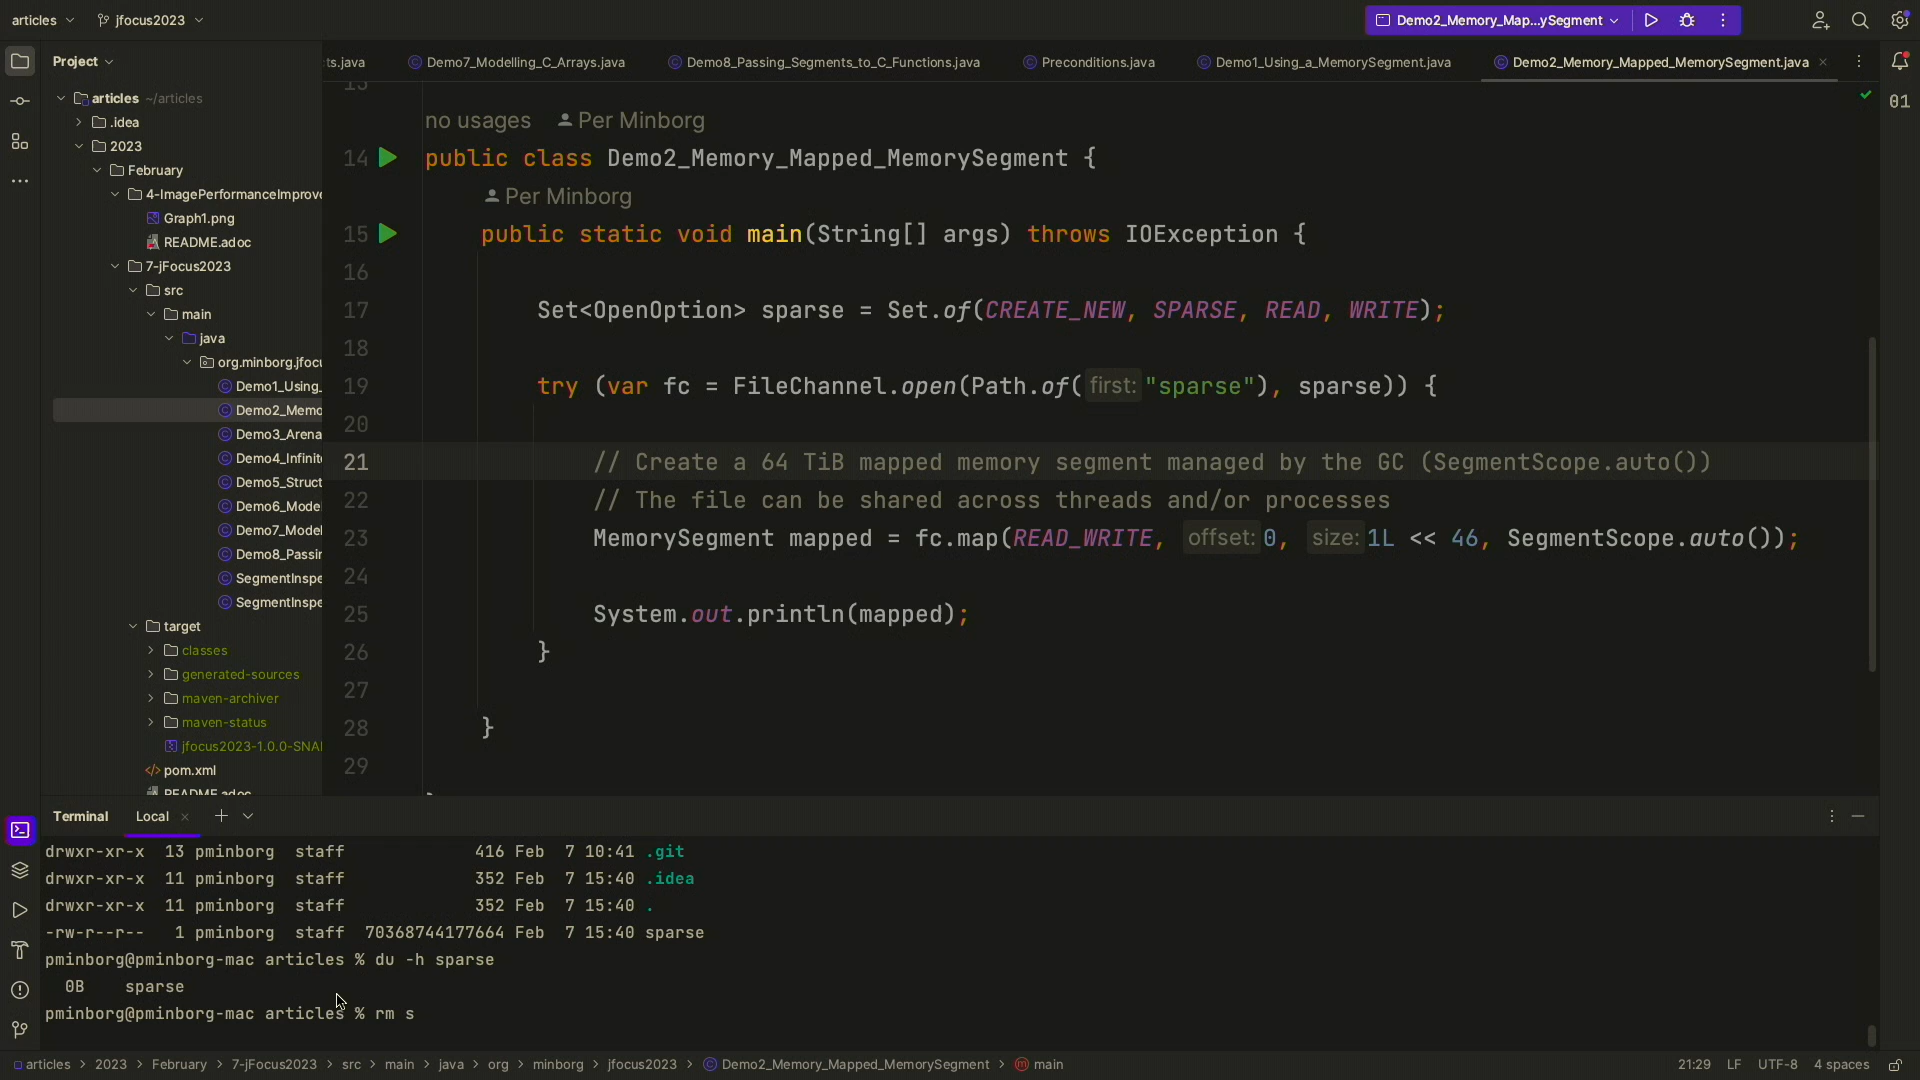 articles
jfocus2023
Demo2_Memory_Map...ySegment
Project
ts.java
Demo7_Modelling_C_Arrays.java
Demo8_Passing_Segments_to_C_Functions.java
Preconditions.java
Demo1_Using_a_MemorySegment.java
Demo2_Memory_Mapped_MemorySegment.java
articles ~/articles
.idea
2023
February
4-ImagePerformanceImprove
Graph1.png
README.adoc
7-jFocus2023
src
main
java
org.minborg.jfocu
Demo1_Using_
Demo2_Memo
Demo3_Arena
Demo4_Infinite
Demo5_Struct
Demo6_Mode
Demo7_Model
Demo8_Passin
SegmentInspe
SegmentInspe
target
classes
generated-sources
maven-archiver
maven-status
jfocus2023-1.0.0-SNA
pom.xml
README.adoc
13
no usages Per Minborg
14 public class Demo2_Memory_Mapped_MemorySegment {
Per Minborg
15 public static void main(String[] args) throws IOException {
16
17 Set<OpenOption> sparse = Set.of(CREATE_NEW, SPARSE, READ, WRITE);
18
19 try (var fc = FileChannel.open(Path.of( first: "sparse"), sparse)) {
20
21 // Create a 64 TiB mapped memory segment managed by the GC (SegmentScope.auto())
22 // The file can be shared across threads and/or processes
23 MemorySegment mapped = fc.map(READ_WRITE, offset: 0, size: 1L << 46, SegmentScope.auto());
24
25 System.out.println(mapped);
26 }
27
28 }
29
01
Terminal
Local
drwxr-xr-x 13 pminborg staff 416 Feb 7 10:41 .git
drwxr-xr-x 11 pminborg staff 352 Feb 7 15:40 .idea
drwxr-xr-x 11 pminborg staff 352 Feb 7 15:40 .
-rw-r--r-- 1 pminborg staff 70368744177664 Feb 7 15:40 sparse
pminborg@pminborg-mac articles % du -h sparse
0B sparse
pminborg@pminborg-mac articles % rm s
articles > 2023 > February > 7-jFocus2023 > src > main > java > org > minborg > jfocus2023 > Demo2_Memory_Mapped_MemorySegment > main
21:29 LF UTF-8 4 spaces